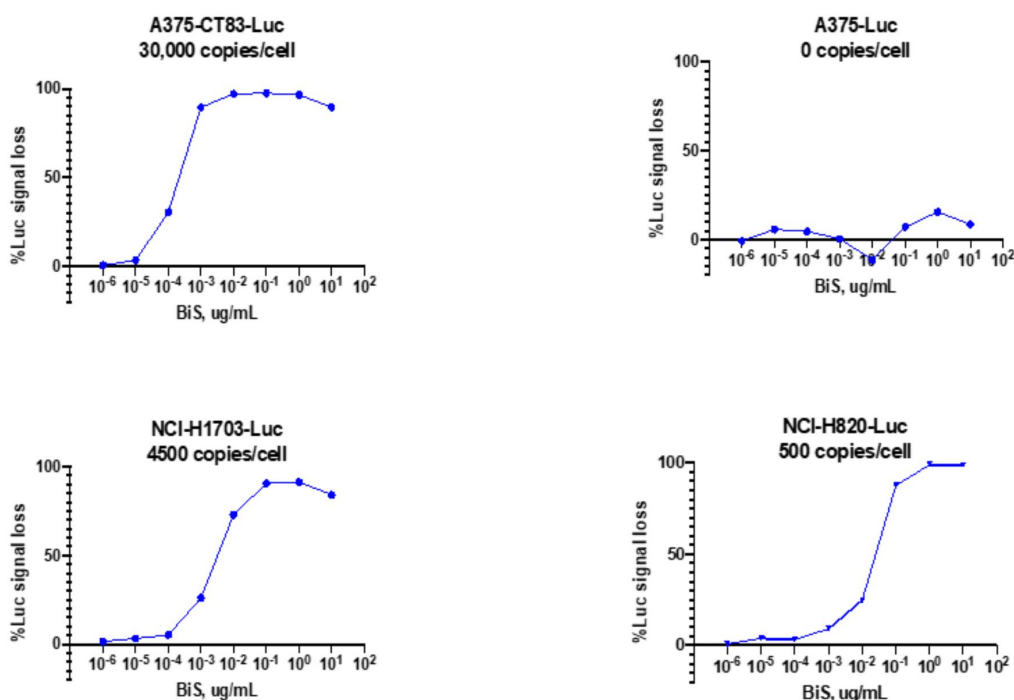 A375-CT83-Luc
30,000 copies/cell
%Luc signal loss
100
50
0
10-6 10-5 10-4 10-3 10-2 10-1 100 101 102
BiS, ug/mL
A375-Luc
0 copies/cell
%Luc signal loss
100
50
0
10-6 10-5 10-4 10-3 10-2 10-1 100 101 102
BiS, ug/mL
NCI-H1703-Luc
4500 copies/cell
%Luc signal loss
100
50
0
10-6 10-5 10-4 10-3 10-2 10-1 100 101 102
BiS, ug/mL
NCI-H820-Luc
500 copies/cell
%Luc signal loss
100
50
0
10-6 10-5 10-4 10-3 10-2 10-1 100 101 102
BiS, ug/mL